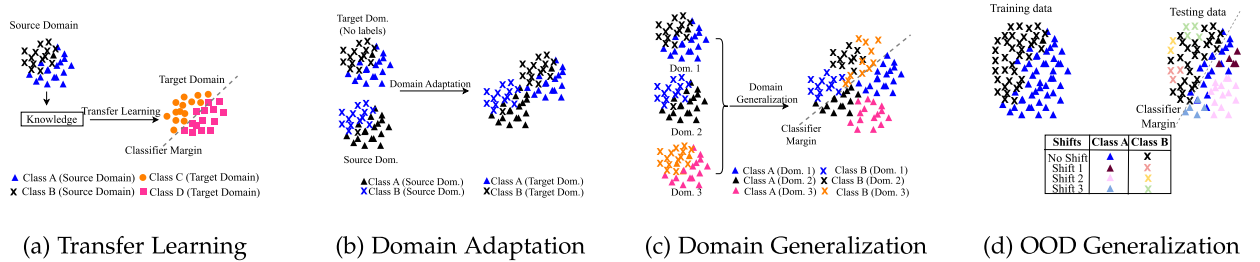 Source Domain
Target Domain
Knowledge
Transfer Learning
Classifier Margin
Class A (Source Domain)
Class C (Target Domain)
Class B (Source Domain)
Class D (Target Domain)
(a) Transfer Learning
Target Dom.
(No labels)
Domain Adaptation
Source Dom.
Class A (Source Dom.)
Class A (Target Dom.)
Class B (Source Dom.)
Class B (Target Dom.)
(b) Domain Adaptation
Dom. 1
Dom. 2
Dom. 3
Domain
Generalization
Classifier
Margin
Class A (Dom. 1)
Class B (Dom. 1)
Class A (Dom. 2)
Class B (Dom. 2)
Class A (Dom. 3)
Class B (Dom. 3)
(c) Domain Generalization
Training data
Testing data
Classifier
Margin
Shifts Class A Class B
No Shift
Shift 1
Shift 2
Shift 3
(d) OOD Generalization